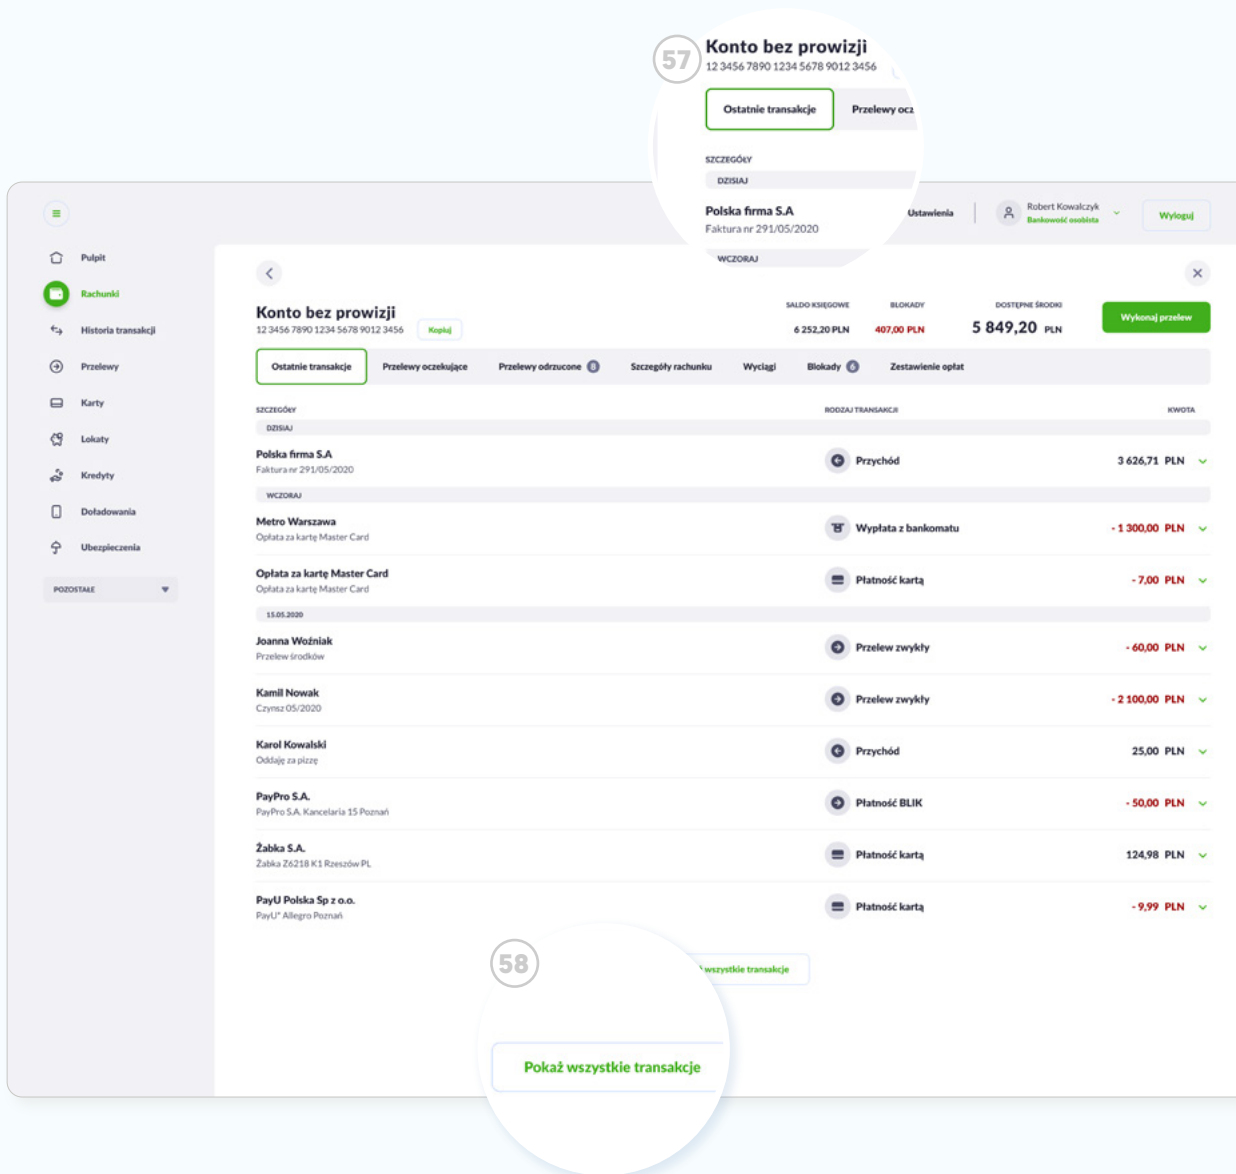 57
Konto bez prowizji
12 3456 7890 1234 5678 9012 3456
Ostatnie transakcje
Przelewy ocz
SZCZEGÓŁY
DZISIAJ
Polska firma S.A
Faktura nr 291/05/2020
WCZORAJ
Ustawienia
Robert Kowalczyk
Bankowość osobista
Wyloguj
Pulpit
Rachunki
Historia transakcji
Przelewy
Karty
Lokaty
Kredyty
Doładowania
Ubezpieczenia
POZOSTAŁE
Konto bez prowizji
12 3456 7890 1234 5678 9012 3456
Kopiuj
SALDO KSIĘGOWE
6 252,20 PLN
BLOKADY
407,00 PLN
DOSTĘPNE ŚRODKI
5 849,20 PLN
Wykonaj przelew
Ostatnie transakcje
Przelewy oczekujące
Przelewy odrzucone 8
Szczegóły rachunku
Wyciągi
Blokady 6
Zestawienie opłat
SZCZEGÓŁY
RODZAJ TRANSAKCJI
KWOTA
DZISIAJ
Polska firma S.A
Faktura nr 291/05/2020
Przychód
3 626,71 PLN
WCZORAJ
Metro Warszawa
Opłata za kartę Master Card
Wypłata z bankomatu
- 1 300,00 PLN
Opłata za kartę Master Card
Opłata za kartę Master Card
Płatność kartą
- 7,00 PLN
15.05.2020
Joanna Woźniak
Przelew środków
Przelew zwykły
- 60,00 PLN
Kamil Nowak
Czynsz 05/2020
Przelew zwykły
- 2 100,00 PLN
Karol Kowalski
Oddaję za pizzę
Przychód
25,00 PLN
PayPro S.A.
PayPro S.A. Kancelaria 15 Poznań
Płatność BLIK
- 50,00 PLN
Żabka S.A.
Żabka Z6218 K1 Rzeszów PL
Płatność kartą
124,98 PLN
PayU Polska Sp z o.o.
PayU* Allegro Poznań
Płatność kartą
- 9,99 PLN
58
wszystkie transakcje
Pokaż wszystkie transakcje